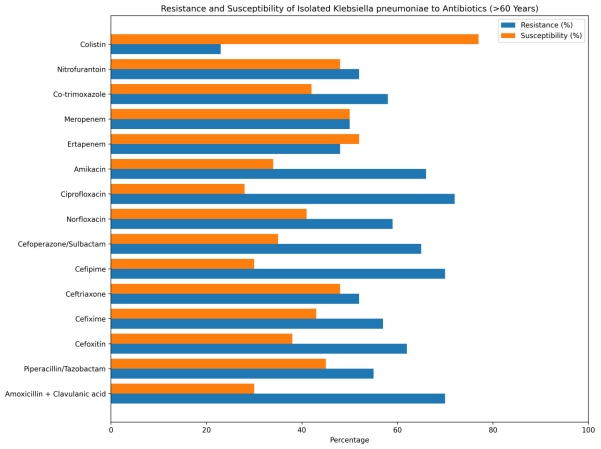 Resistance and Susceptibility of Isolated Klebsiella pneumoniae to Antibiotics (>60 Years)
Resistance (%)
Susceptibility (%)
Colistin
Nitrofurantoin
Co-trimoxazole
Meropenem
Ertapenem
Amikacin
Ciprofloxacin
Norfloxacin
Cefoperazone/Sulbactam
Cefipime
Ceftriaxone
Cefixime
Cefoxitin
Piperacillin/Tazobactam
Amoxicillin + Clavulanic acid
0 20 40 60 80 100
Percentage